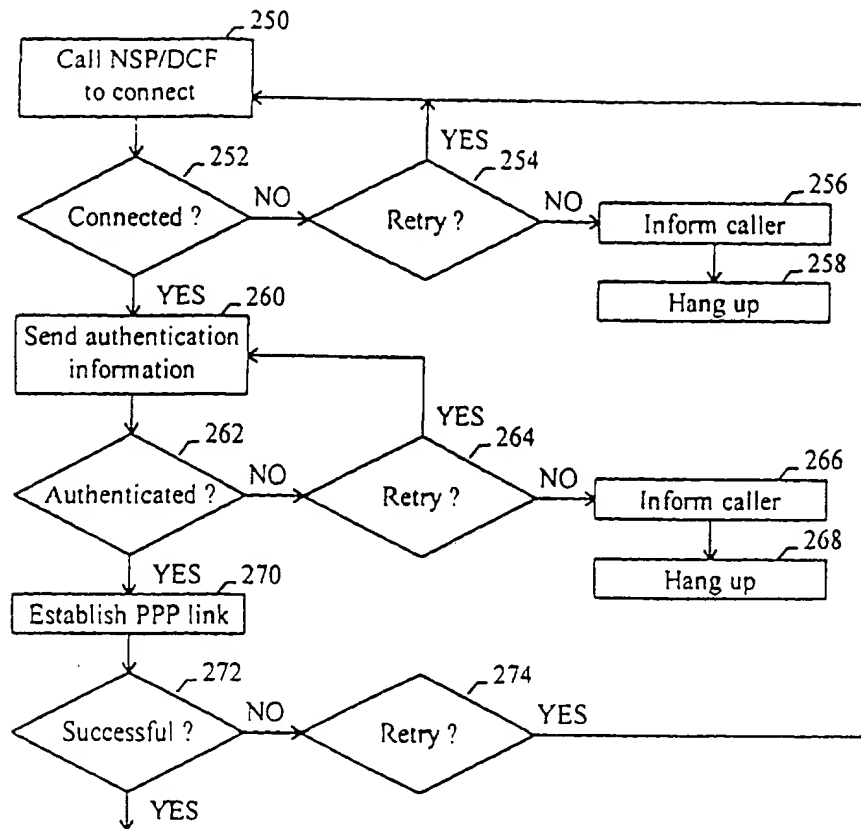 250
Call NSP/DCF
to connect
252
Connected ?
NO
YES
254
Retry ?
NO
256
Inform caller
258
Hang up
YES
260
Send authentication
information
262
Authenticated ?
NO
YES
264
Retry ?
NO
266
Inform caller
268
Hang up
YES
270
Establish PPP link
272
Successful ?
NO
274
Retry ?
YES
YES